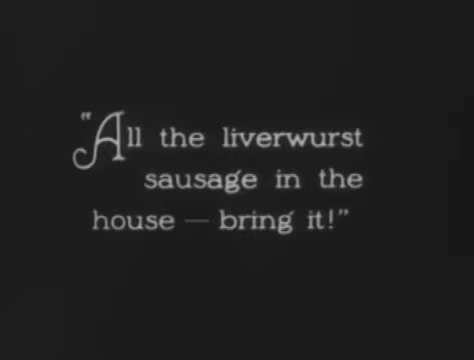 "All the liverwurst
sausage in the
house — bring it!"